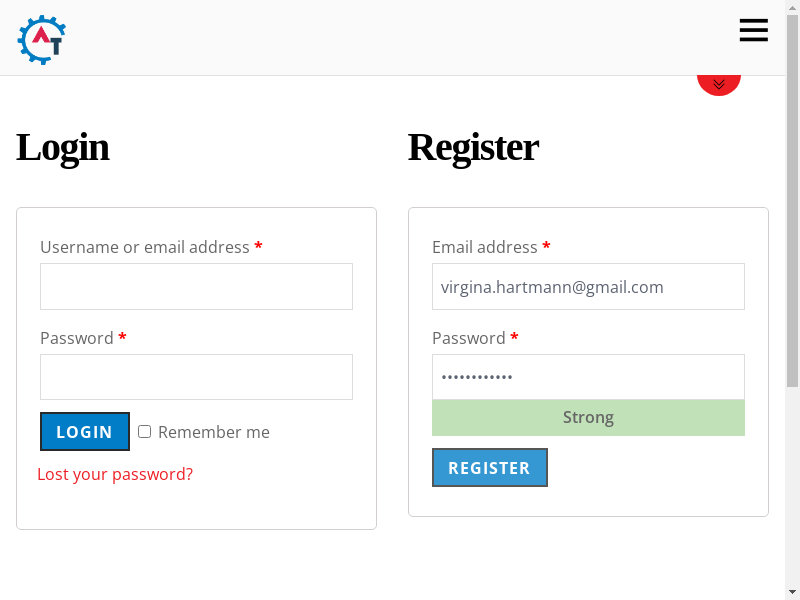 AT
Login
Register
Username or email address *
Password *
LOGIN
Remember me
Lost your password?
Email address *
virgina.hartmann@gmail.com
Password *
••••••••••••
Strong
REGISTER